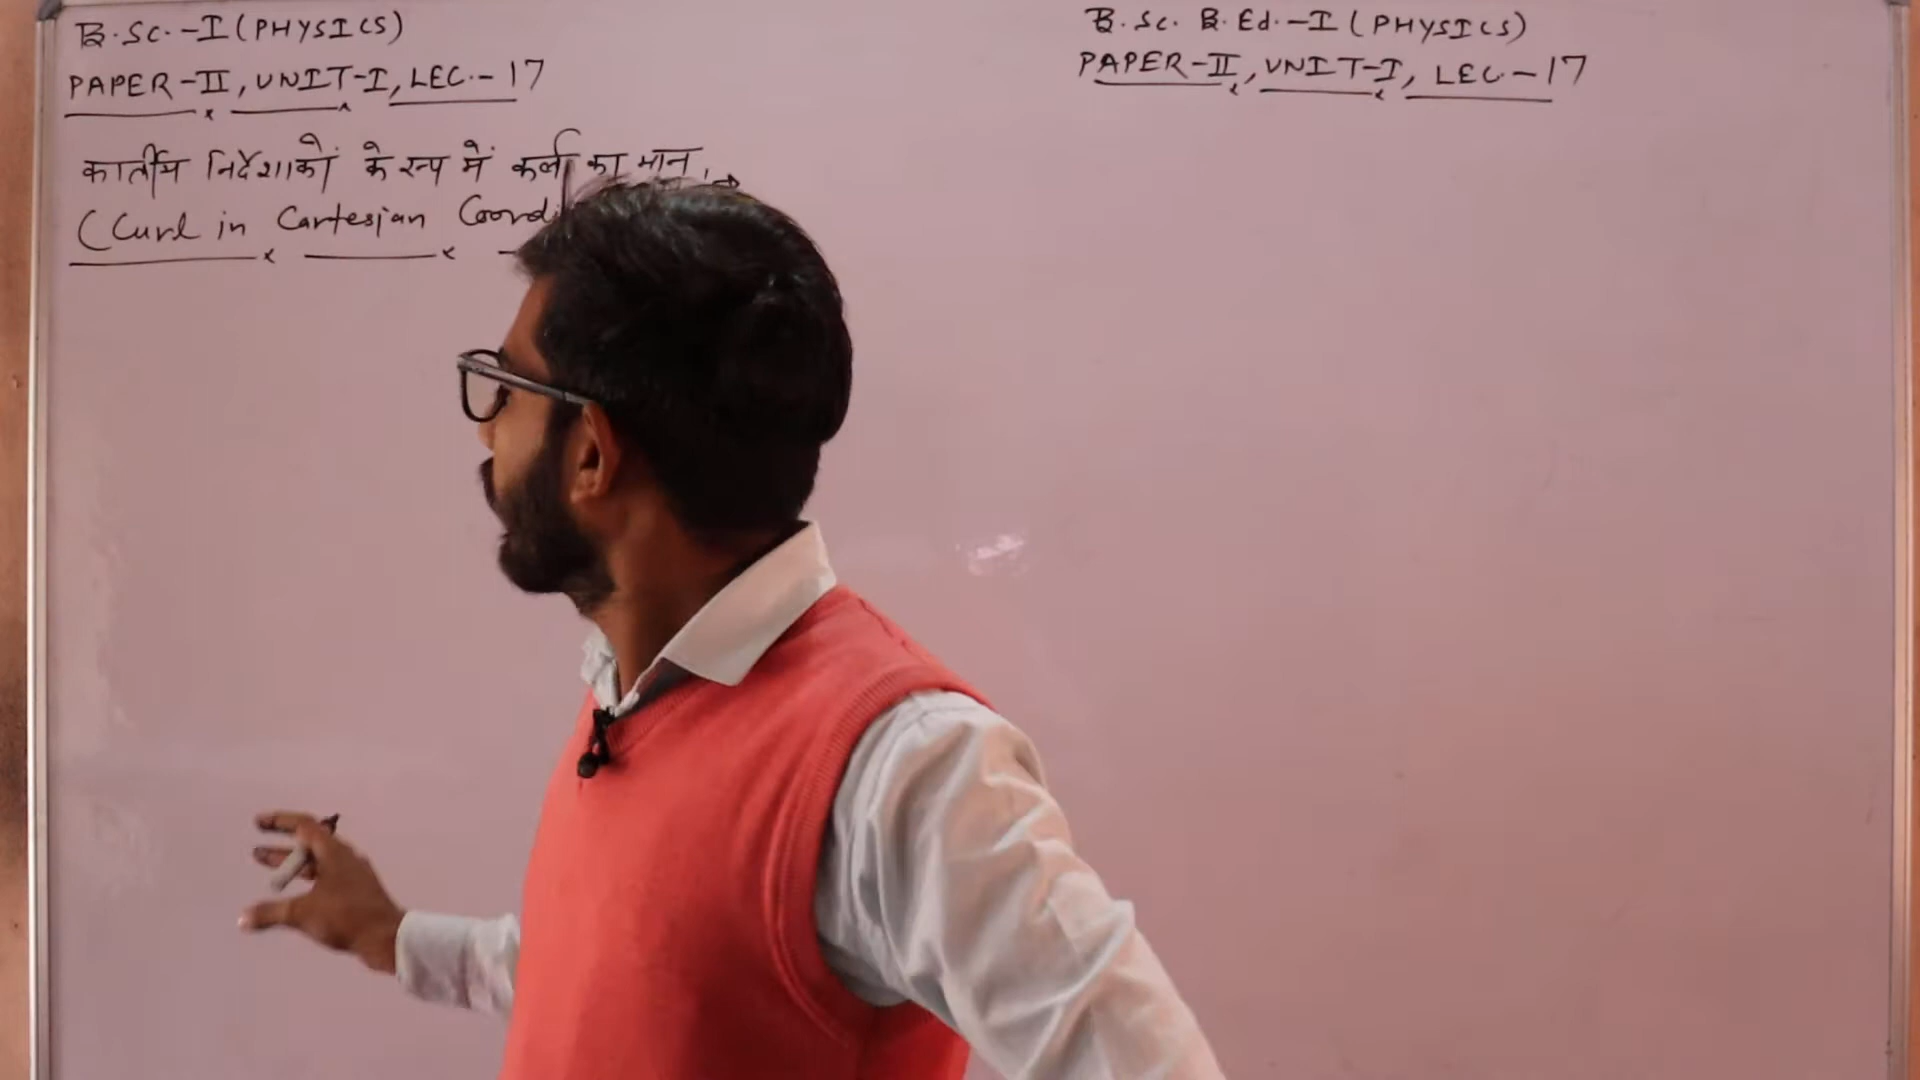 B.Sc.-I (PHYSICS)
PAPER-II, UNIT-I, LEC.-17
कार्तीय निर्देशाकों के रूप में कर्ल का मान,→
(Curl in Cartesian
B.Sc. B.Ed.-I (PHYSICS)
PAPER-II, UNIT-I, LEC.-17